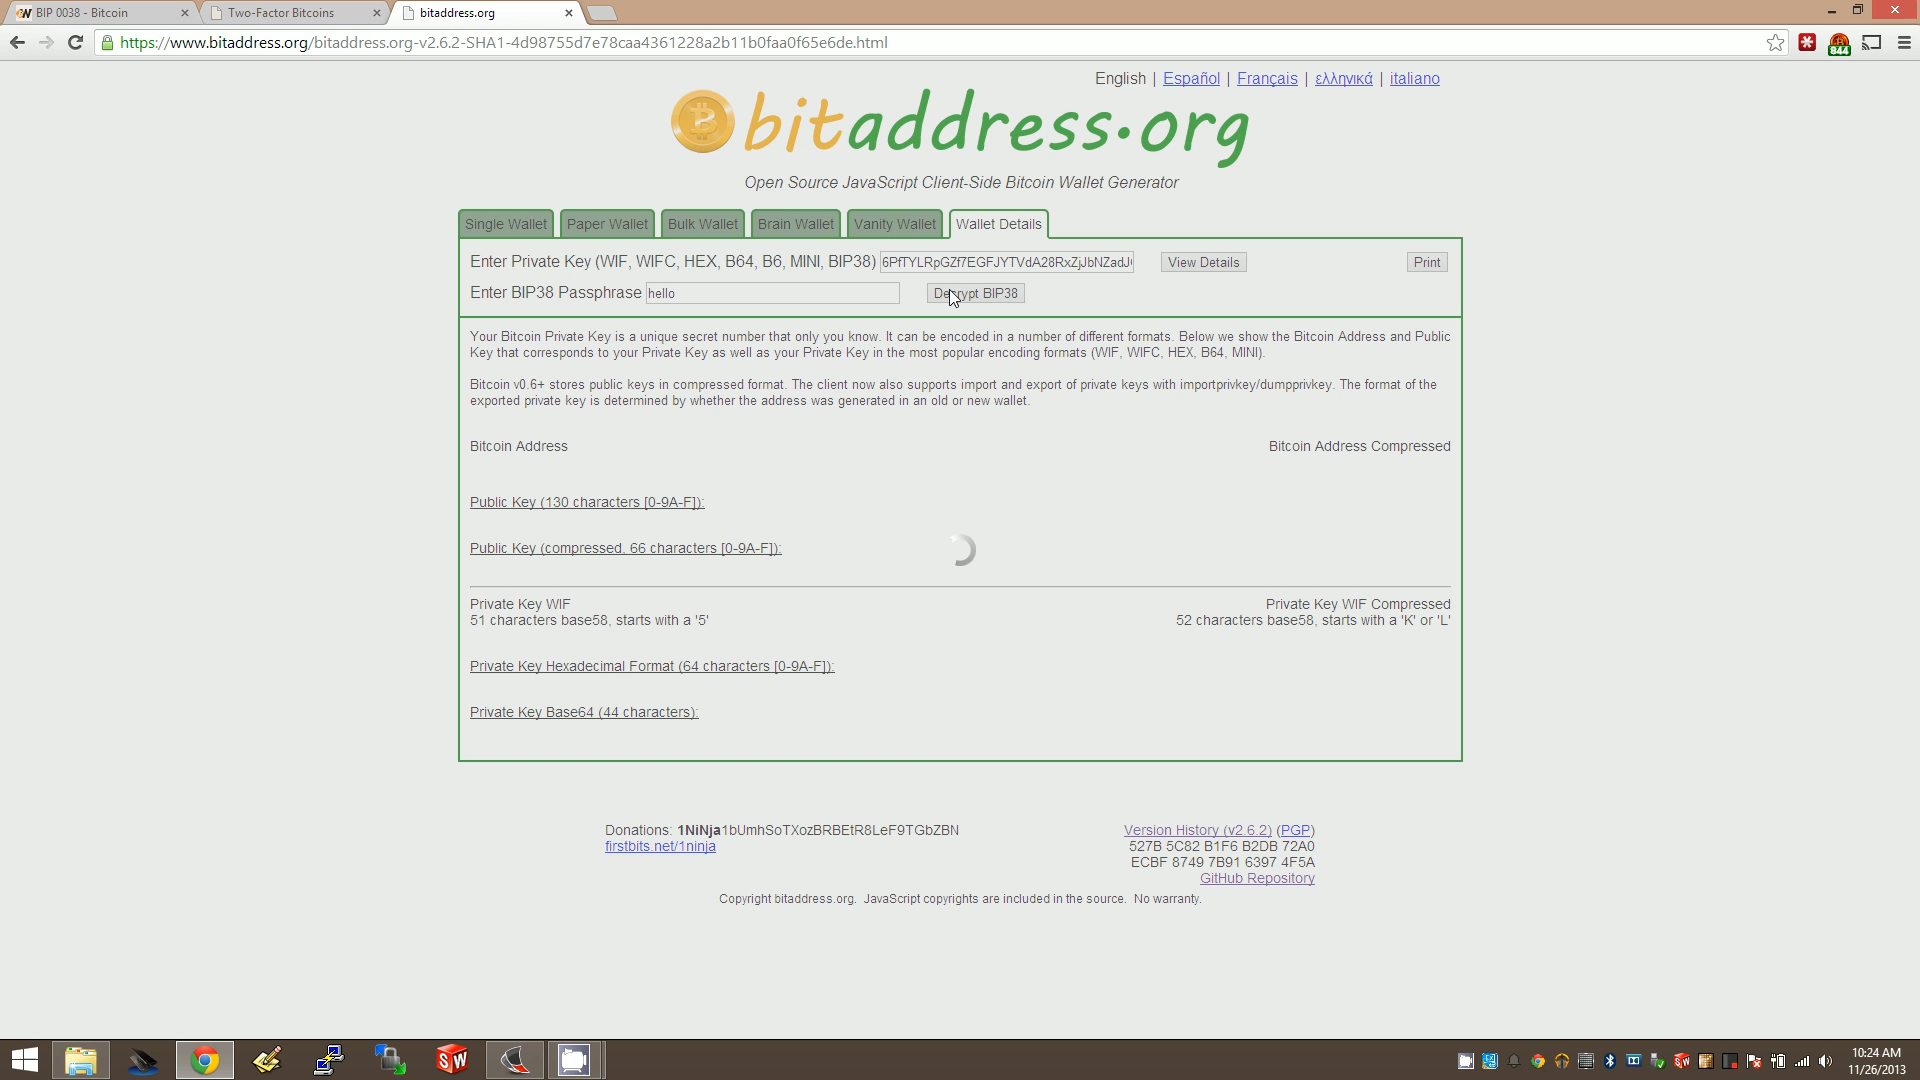 BIP 0038 - Bitcoin
Two-Factor Bitcoins
bitaddress.org
https://www.bitaddress.org/bitaddress.org-v2.6.2-SHA1-4d98755d7e78caa4361228a2b11b0faa0f65e6de.html
844
English | Español | Français | ελληνικά | italiano
bitaddress.org
Open Source JavaScript Client-Side Bitcoin Wallet Generator
Single Wallet
Paper Wallet
Bulk Wallet
Brain Wallet
Vanity Wallet
Wallet Details
Enter Private Key (WIF, WIFC, HEX, B64, B6, MINI, BIP38)
View Details
Print
Enter BIP38 Passphrase hello
Decrypt BIP38
Your Bitcoin Private Key is a unique secret number that only you know. It can be encoded in a number of different formats. Below we show the Bitcoin Address and Public
Key that corresponds to your Private Key as well as your Private Key in the most popular encoding formats (WIF, WIFC, HEX, B64, MINI).
Bitcoin v0.6+ stores public keys in compressed format. The client now also supports import and export of private keys with importprivkey/dumpprivkey. The format of the
exported private key is determined by whether the address was generated in an old or new wallet.
Bitcoin Address
Bitcoin Address Compressed
Public Key (130 characters [0-9A-F]):
Public Key (compressed, 66 characters [0-9A-F]):
Private Key WIF
51 characters base58, starts with a '5'
Private Key WIF Compressed
52 characters base58, starts with a 'K' or 'L'
Private Key Hexadecimal Format (64 characters [0-9A-F]):
Private Key Base64 (44 characters):
Donations: 1NiNja1bUmhSoTXozBRBEtR8LeF9TGbZBN
firstbits.net/1ninja
Version History (v2.6.2) (PGP)
527B 5C82 B1F6 B2DB 72A0
ECBF 8749 7B91 6397 4F5A
GitHub Repository
Copyright bitaddress.org. JavaScript copyrights are included in the source. No warranty.
SW
10:24 AM
11/26/2013